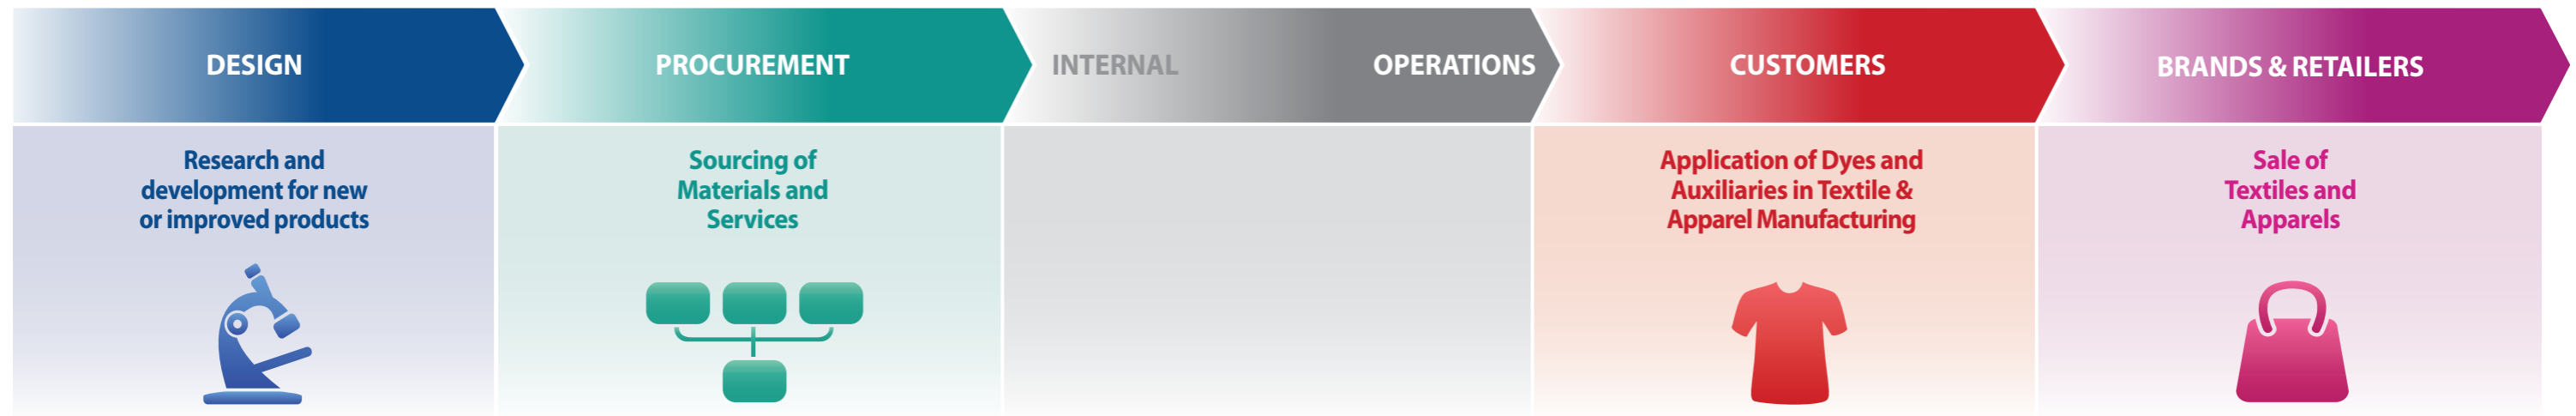 DESIGN
PROCUREMENT
INTERNAL OPERATIONS
CUSTOMERS
BRANDS & RETAILERS
Research and
development for new
or improved products
Sourcing of
Materials and
Services
Application of Dyes and
Auxiliaries in Textile &
Apparel Manufacturing
Sale of
Textiles and
Apparels